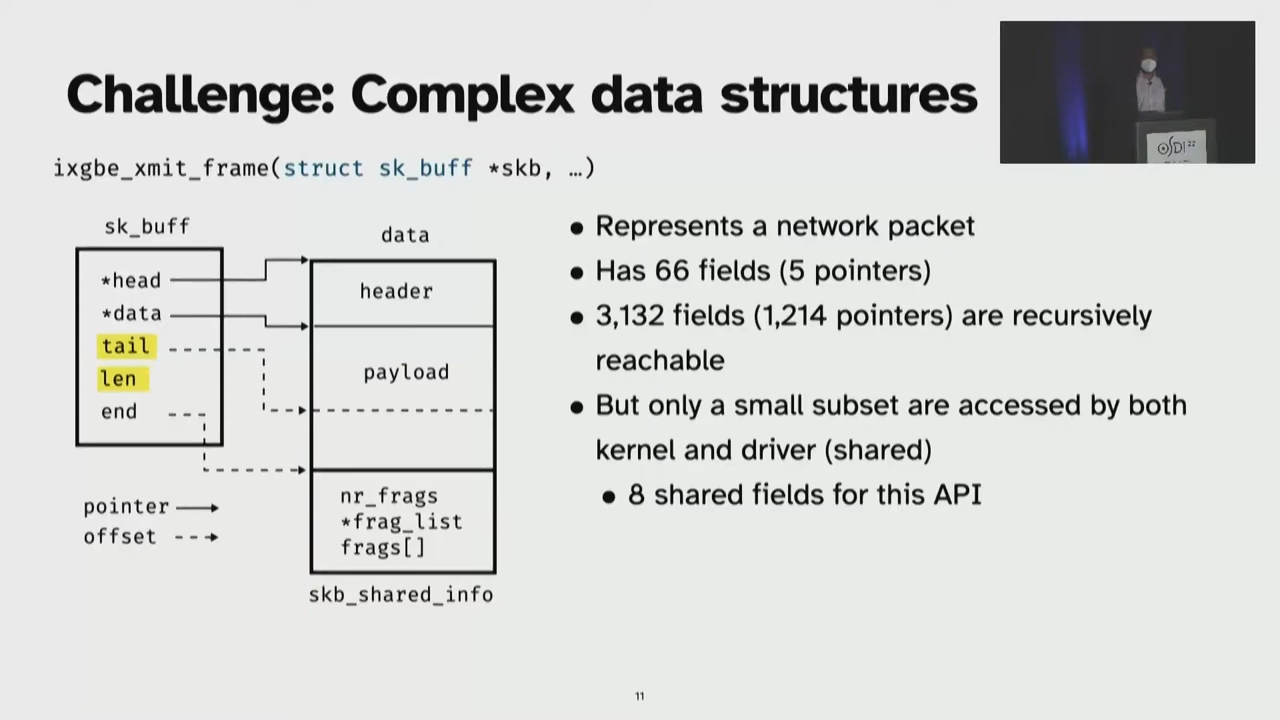 Challenge: Complex data structures
ixgbe_xmit_frame(struct sk_buff *skb, …)
sk_buff
*head
*data
tail
len
end
pointer
offset
data
header
payload
nr_frags
*frag_list
frags[]
skb_shared_info
● Represents a network packet
● Has 66 fields (5 pointers)
● 3,132 fields (1,214 pointers) are recursively
reachable
● But only a small subset are accessed by both
kernel and driver (shared)
● 8 shared fields for this API
OSDI 22
11